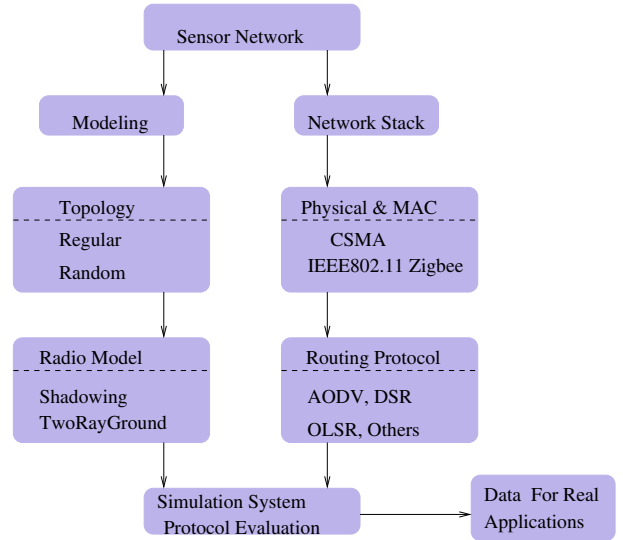 Sensor Network
Modeling
Network Stack
Topology
Regular
Random
Physical & MAC
CSMA
IEEE802.11 Zigbee
Radio Model
Shadowing
TwoRayGround
Routing Protocol
AODV, DSR
OLSR, Others
Simulation System
Protocol Evaluation
Data For Real
Applications